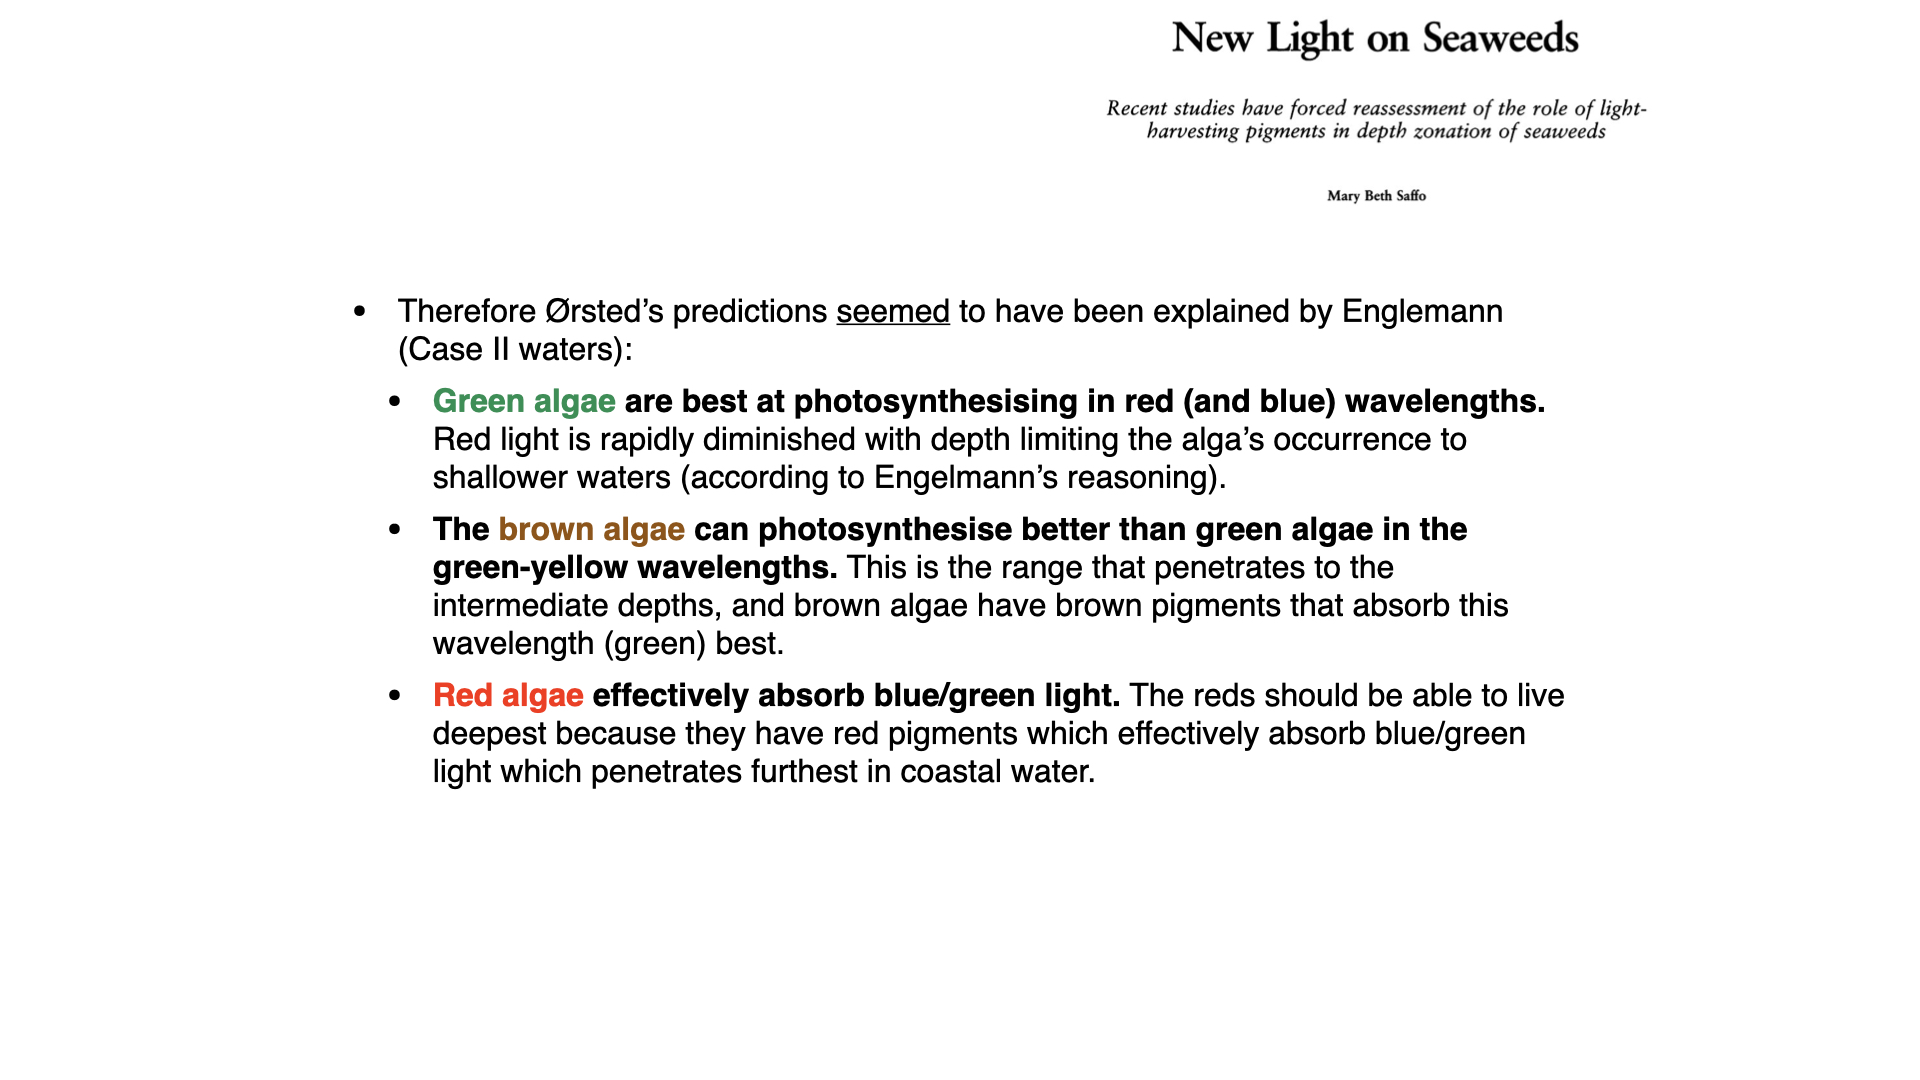 New Light on Seaweeds
Recent studies have forced reassessment of the role of light-
harvesting pigments in depth zonation of seaweeds
Mary Beth Saffo
• Therefore Ørsted’s predictions seemed to have been explained by Englemann
(Case II waters):
• Green algae are best at photosynthesising in red (and blue) wavelengths.
Red light is rapidly diminished with depth limiting the alga’s occurrence to
shallower waters (according to Engelmann’s reasoning).
• The brown algae can photosynthesise better than green algae in the
green-yellow wavelengths. This is the range that penetrates to the
intermediate depths, and brown algae have brown pigments that absorb this
wavelength (green) best.
• Red algae effectively absorb blue/green light. The reds should be able to live
deepest because they have red pigments which effectively absorb blue/green
light which penetrates furthest in coastal water.